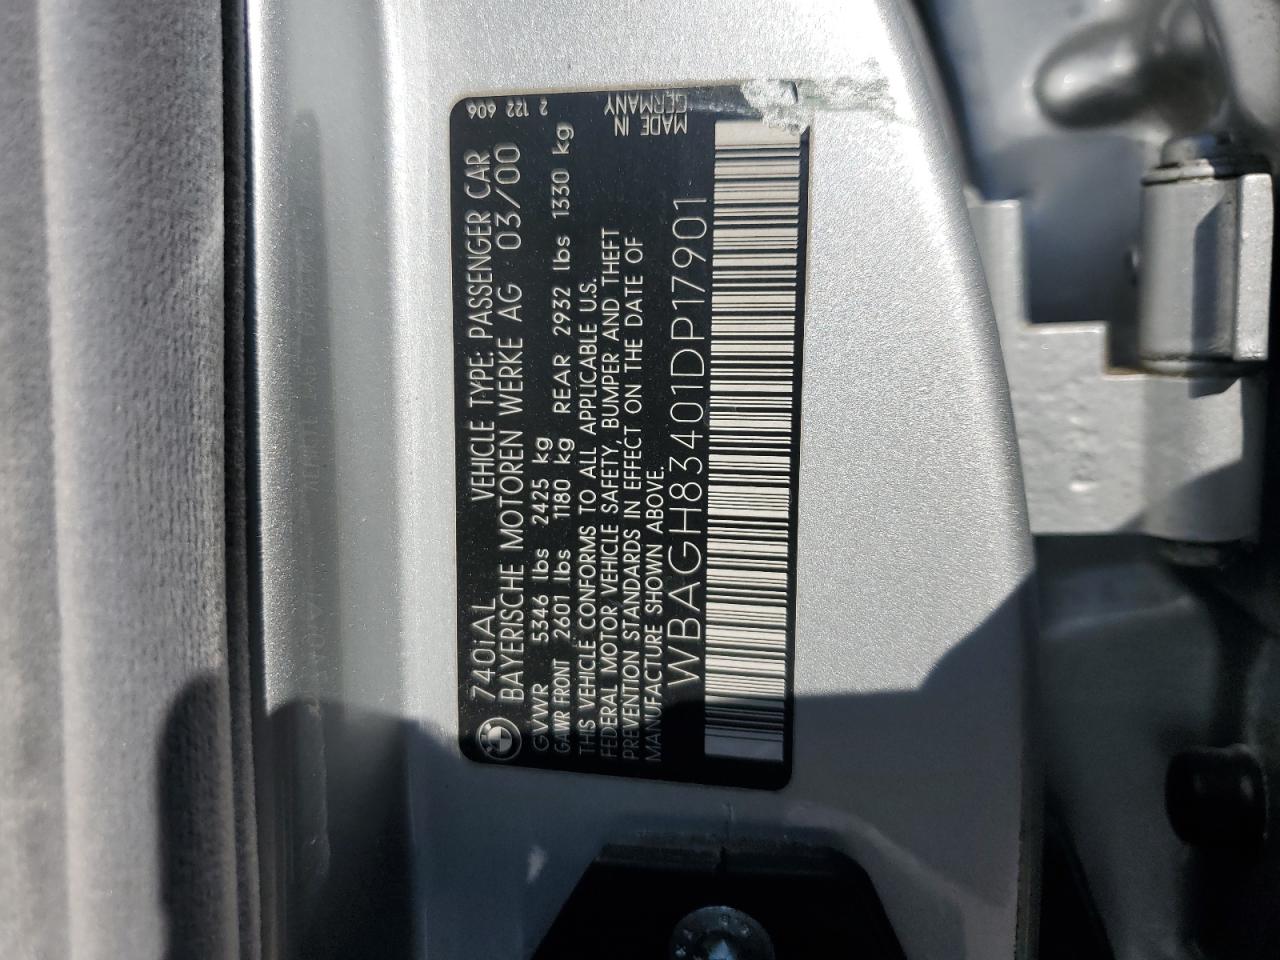 740iAL VEHICLE TYPE: PASSENGER CAR 2 122 606
BAYERISCHE MOTOREN WERKE AG 03/00
GVWR 5346 lbs 2425 kg
GAWR FRONT 2601 lbs 1180 kg REAR 2932 lbs 1330 kg
THIS VEHICLE CONFORMS TO ALL APPLICABLE U.S.
FEDERAL MOTOR VEHICLE SAFETY, BUMPER AND THEFT
PREVENTION STANDARDS IN EFFECT ON THE DATE OF
MANUFACTURE SHOWN ABOVE.
MADE IN
GERMANY
WBAGH83401DP17901